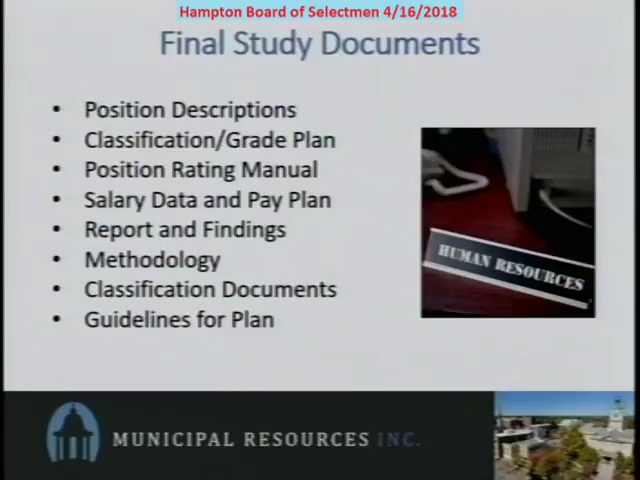 Hampton Board of Selectmen 4/16/2018
Final Study Documents
• Position Descriptions
• Classification/Grade Plan
• Position Rating Manual
• Salary Data and Pay Plan
• Report and Findings
• Methodology
• Classification Documents
• Guidelines for Plan
HUMAN RESOURCES
MUNICIPAL RESOURCES INC.